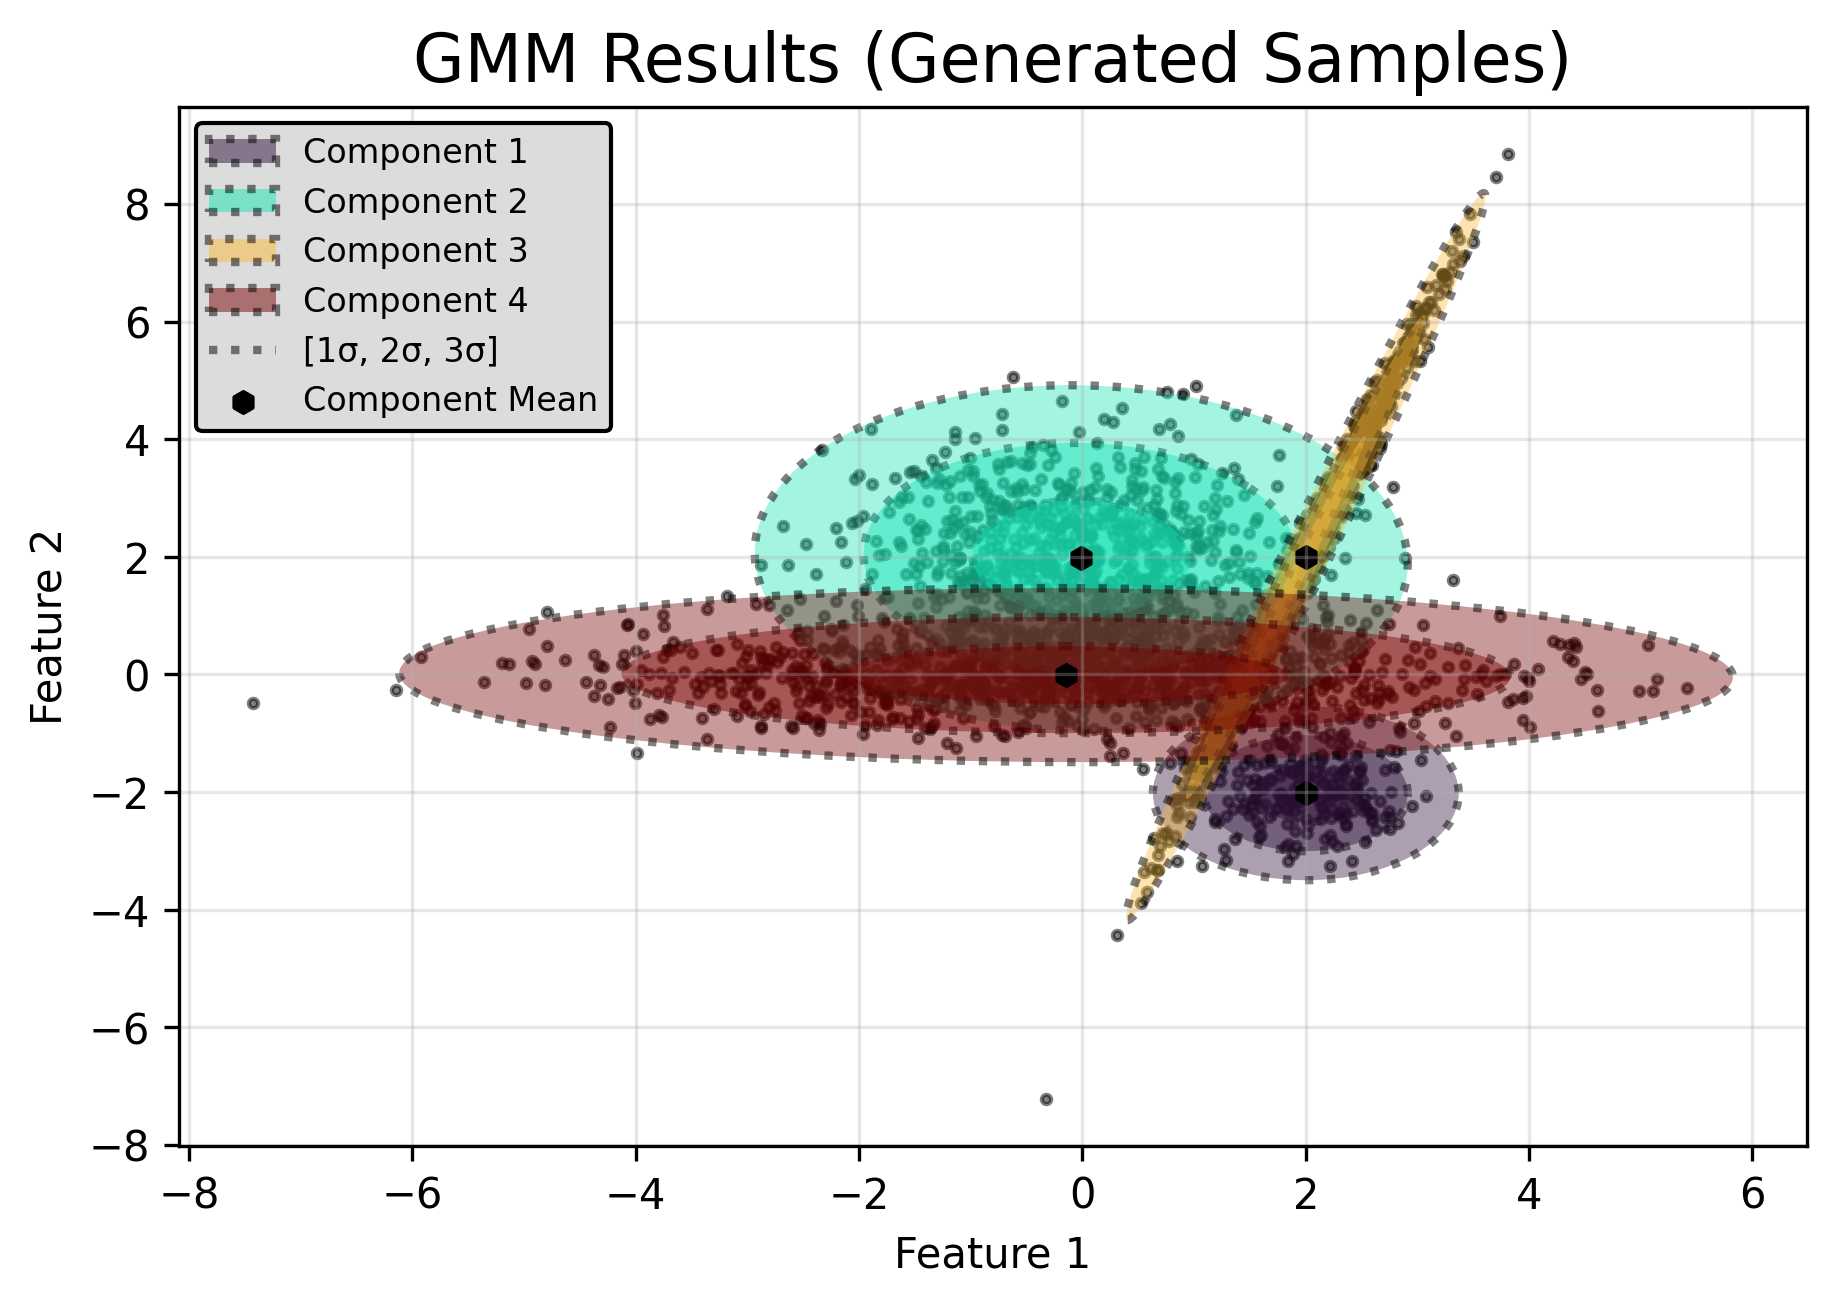 GMM Results (Generated Samples)
Component 1
Component 2
Component 3
Component 4
[1σ, 2σ, 3σ]
Component Mean
8
6
4
2
0
−2
−4
−6
−8
Feature 2
−8 −6 −4 −2 0 2 4 6
Feature 1